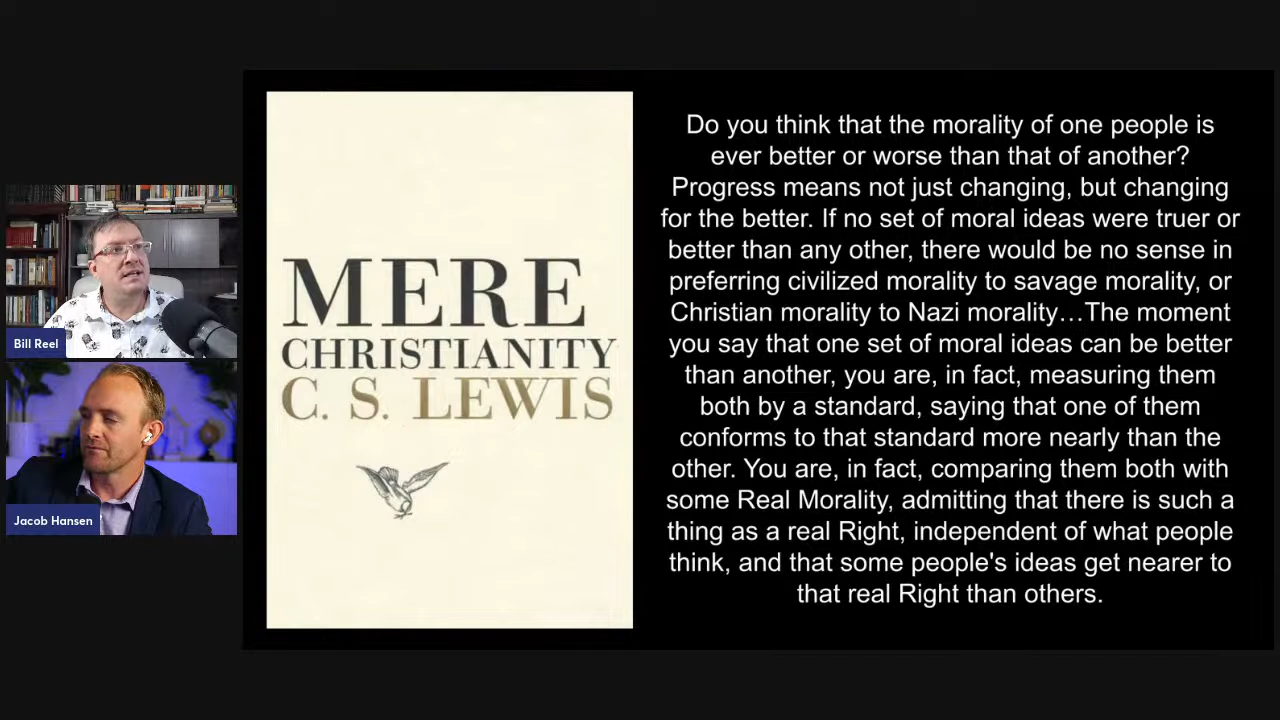 Bill Reel
Jacob Hansen
MERE
CHRISTIANITY
C. S. LEWIS
Do you think that the morality of one people is
ever better or worse than that of another?
Progress means not just changing, but changing
for the better. If no set of moral ideas were truer or
better than any other, there would be no sense in
preferring civilized morality to savage morality, or
Christian morality to Nazi morality…The moment
you say that one set of moral ideas can be better
than another, you are, in fact, measuring them
both by a standard, saying that one of them
conforms to that standard more nearly than the
other. You are, in fact, comparing them both with
some Real Morality, admitting that there is such a
thing as a real Right, independent of what people
think, and that some people's ideas get nearer to
that real Right than others.